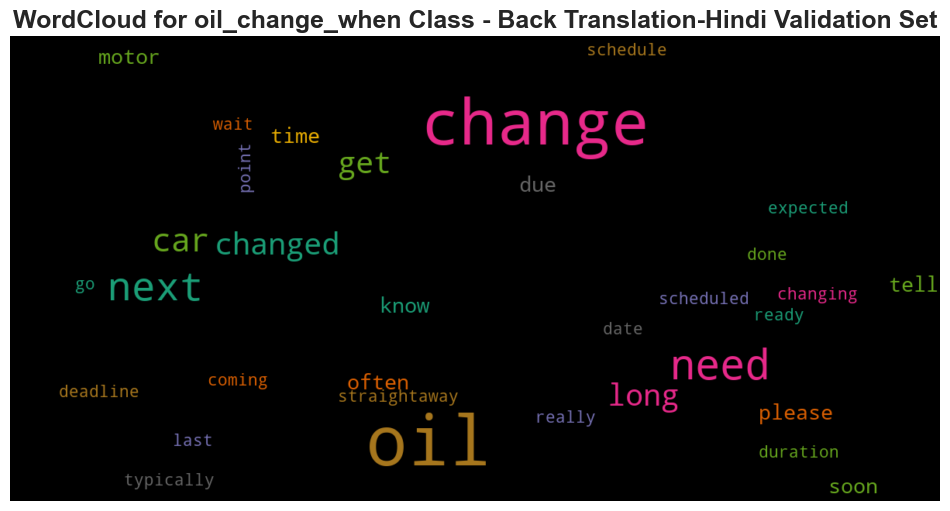 WordCloud for oil_change_when Class - Back Translation-Hindi Validation Set
schedule
motor
change
wait
time
point
get
due
expected
car
changed
done
go
next
tell
know
scheduled
changing
ready
date
need
coming
often
deadline
straightaway
long
please
really
oil
last
duration
typically
soon